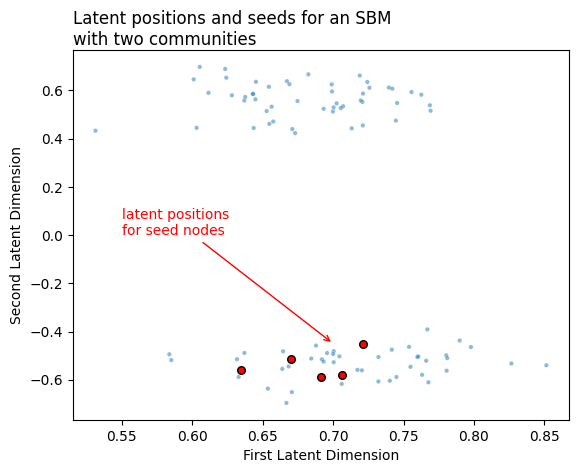 Latent positions and seeds for an SBM
with two communities
Second Latent Dimension
0.6
0.4
0.2
0.0
−0.2
−0.4
−0.6
latent positions
for seed nodes
0.55
0.60
0.65
0.70
0.75
0.80
0.85
First Latent Dimension